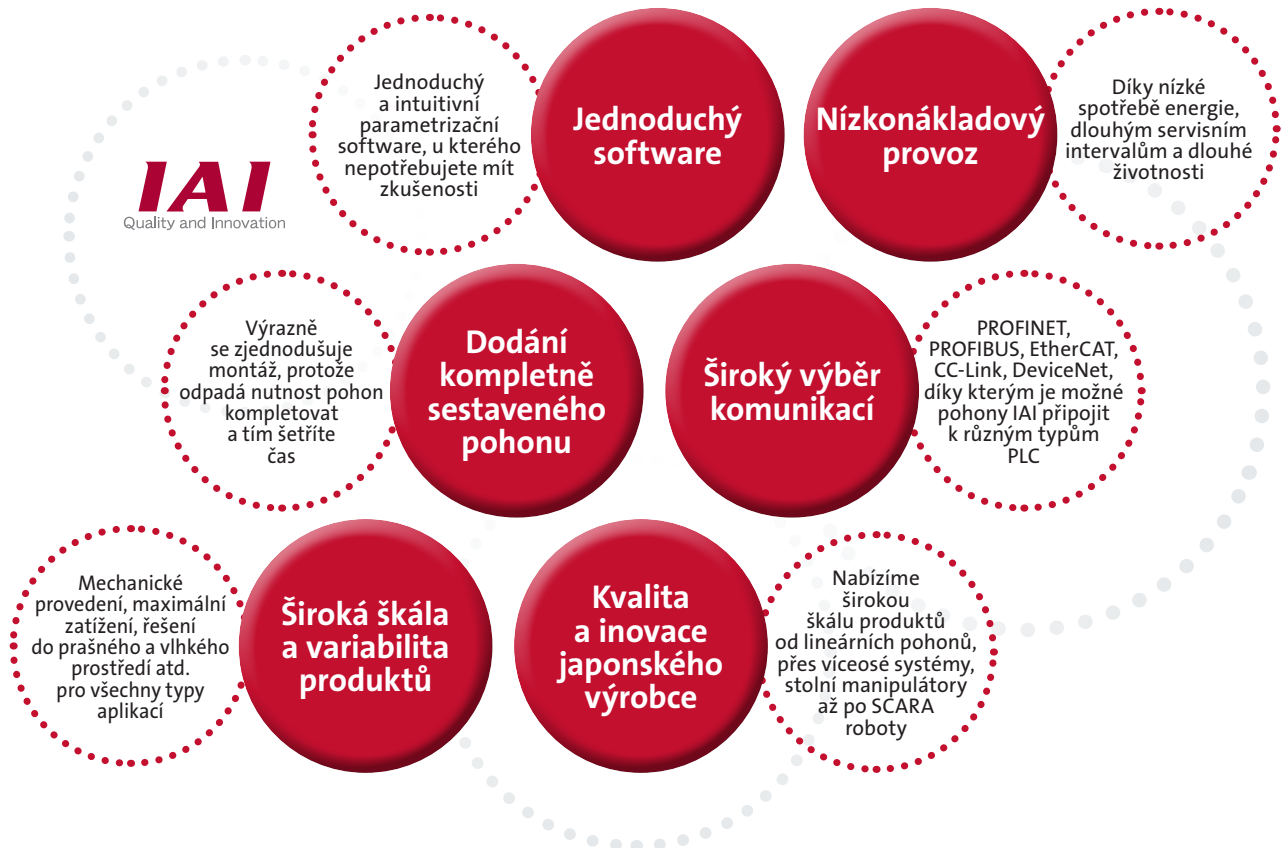 IAI
Quality and Innovation
Jednoduchý
a intuitivní
parametrizační
software, u kterého
nepotřebujete mít
zkušenosti
Jednoduchý
software
Nízkonákladový
provoz
Díky nízké
spotřebě energie,
dlouhým servisním
intervalům a dlouhé
životnosti
Výrazně
se zjednodušuje
montáž, protože
odpadá nutnost pohon
kompletovat
a tím šetříte
čas
Dodání
kompletně
sestaveného
pohonu
Široký výběr
komunikací
PROFINET,
PROFIBUS, EtherCAT,
CC-Link, DeviceNet,
díky kterým je možné
pohony IAI připojit
k různým typům
PLC
Mechanické
provedení, maximální
zatížení, řešení
do prašného a vlhkého
prostředí atd.
pro všechny typy
aplikací
Široká škála
a variabilita
produktů
Kvalita
a inovace
japonského
výrobce
Nabízíme
širokou
škálu produktů
od lineárních pohonů,
přes víceosé systémy,
stolní manipulátory
až po SCARA
roboty